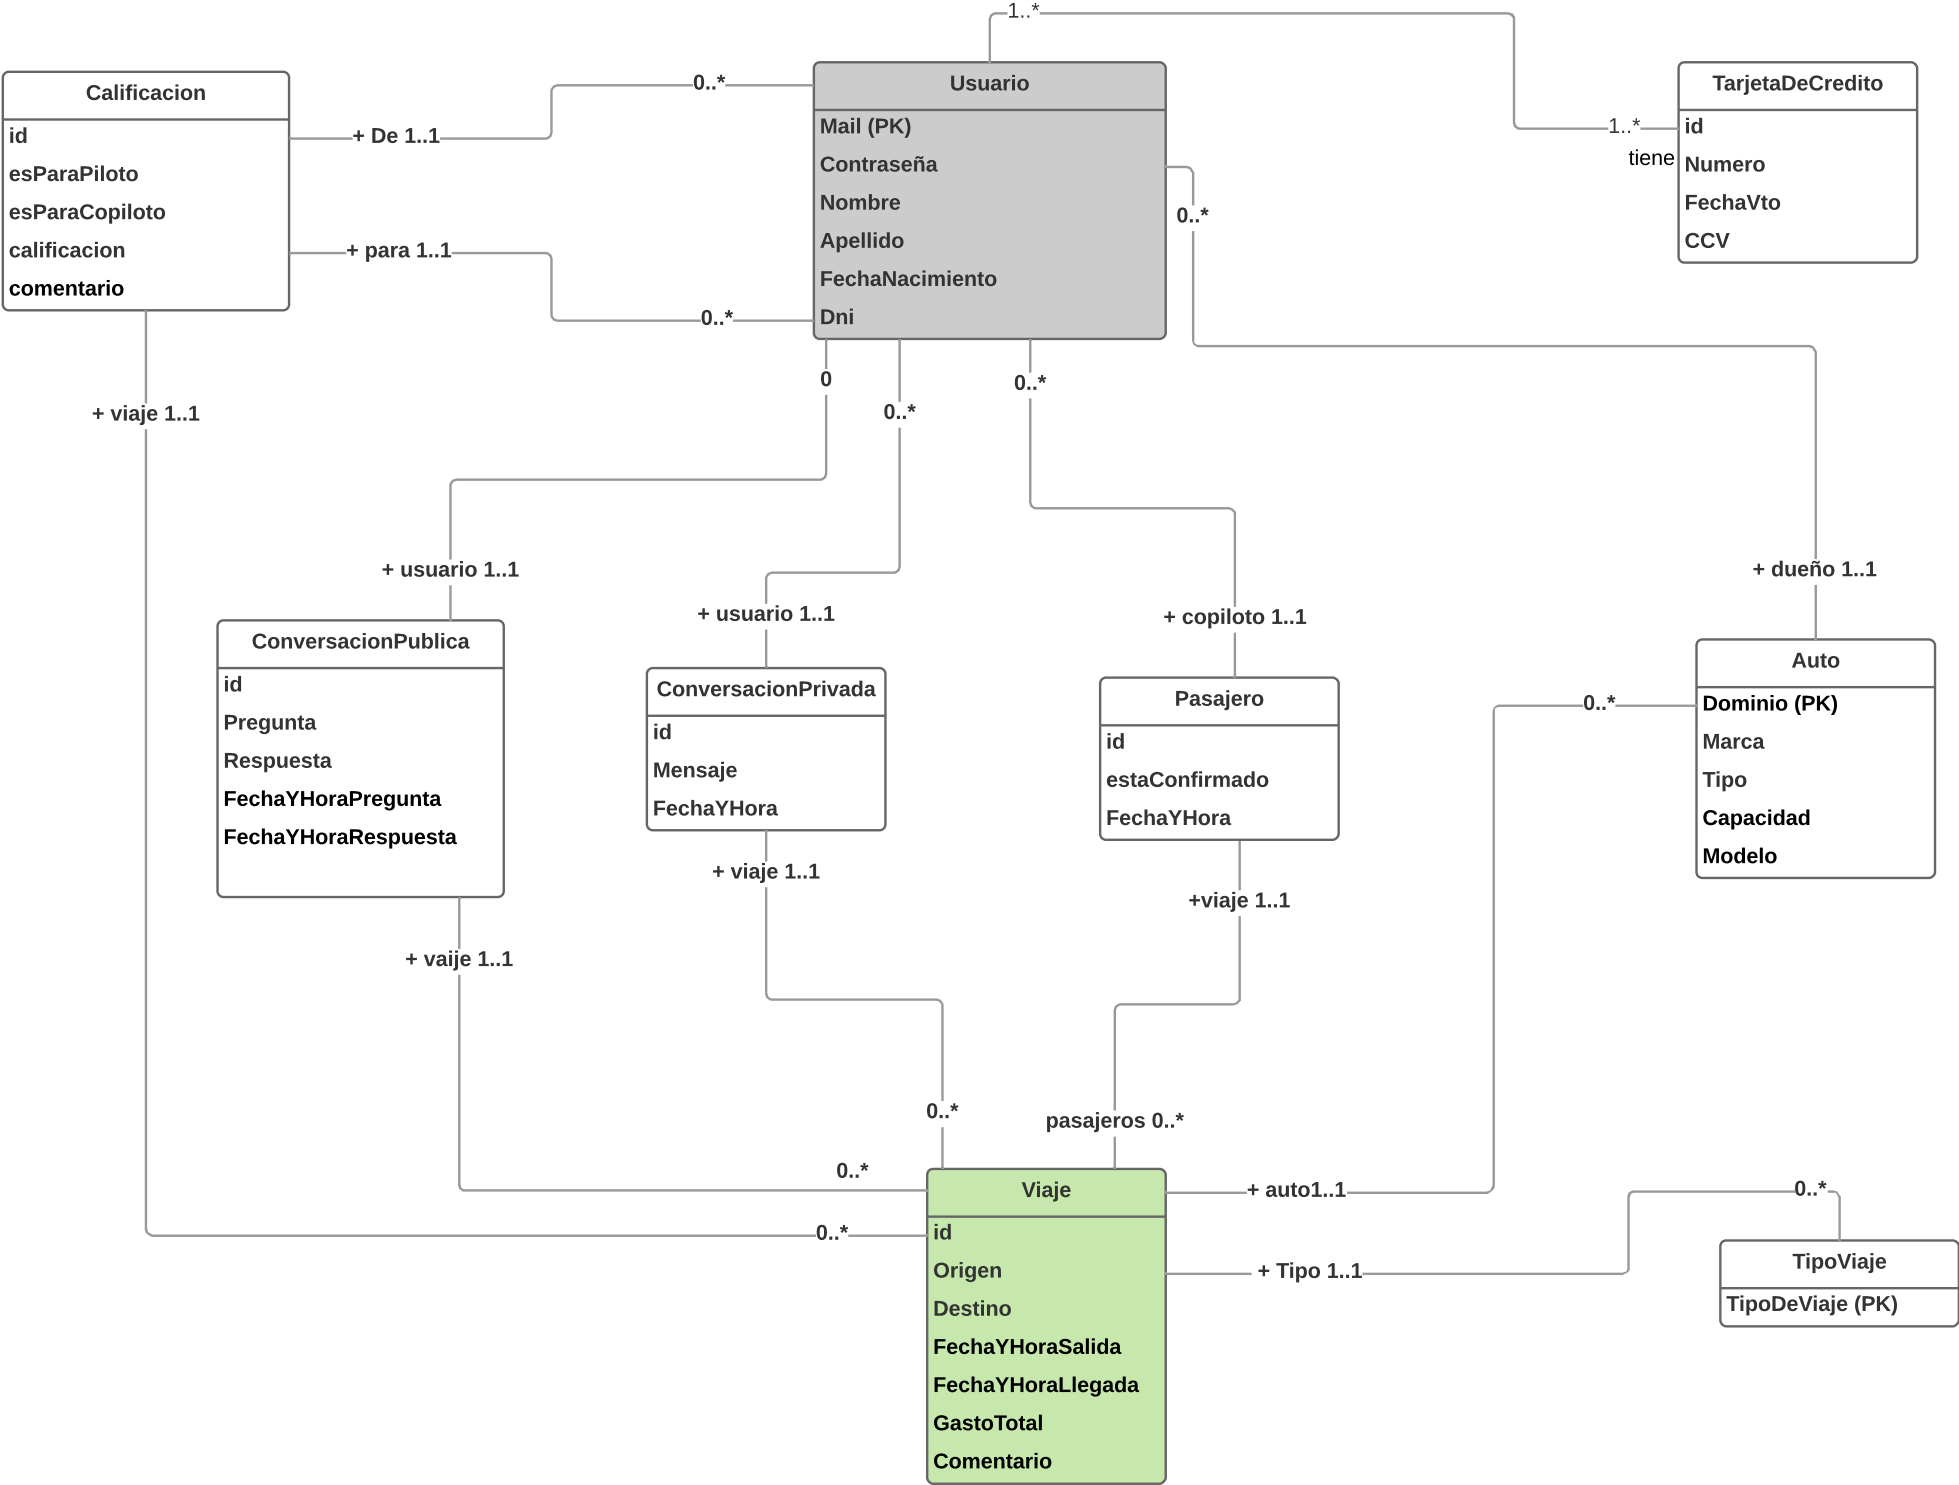 1..*
Calificacion
id
esParaPiloto
esParaCopiloto
calificacion
comentario
+ De 1..1
0..*
+ para 1..1
0..*
Usuario
Mail (PK)
Contraseña
Nombre
Apellido
FechaNacimiento
Dni
1..*
tiene
TarjetaDeCredito
id
Numero
FechaVto
CCV
0..*
0
0..*
0..*
+ viaje 1..1
+ usuario 1..1
+ usuario 1..1
+ copiloto 1..1
+ dueño 1..1
ConversacionPublica
id
Pregunta
Respuesta
FechaYHoraPregunta
FechaYHoraRespuesta
ConversacionPrivada
id
Mensaje
FechaYHora
Pasajero
id
estaConfirmado
FechaYHora
0..*
Auto
Dominio (PK)
Marca
Tipo
Capacidad
Modelo
+ vaije 1..1
+ viaje 1..1
+viaje 1..1
0..*
pasajeros 0..*
0..*
0..*
Viaje
id
Origen
Destino
FechaYHoraSalida
FechaYHoraLlegada
GastoTotal
Comentario
+ auto1..1
+ Tipo 1..1
0..*
TipoViaje
TipoDeViaje (PK)